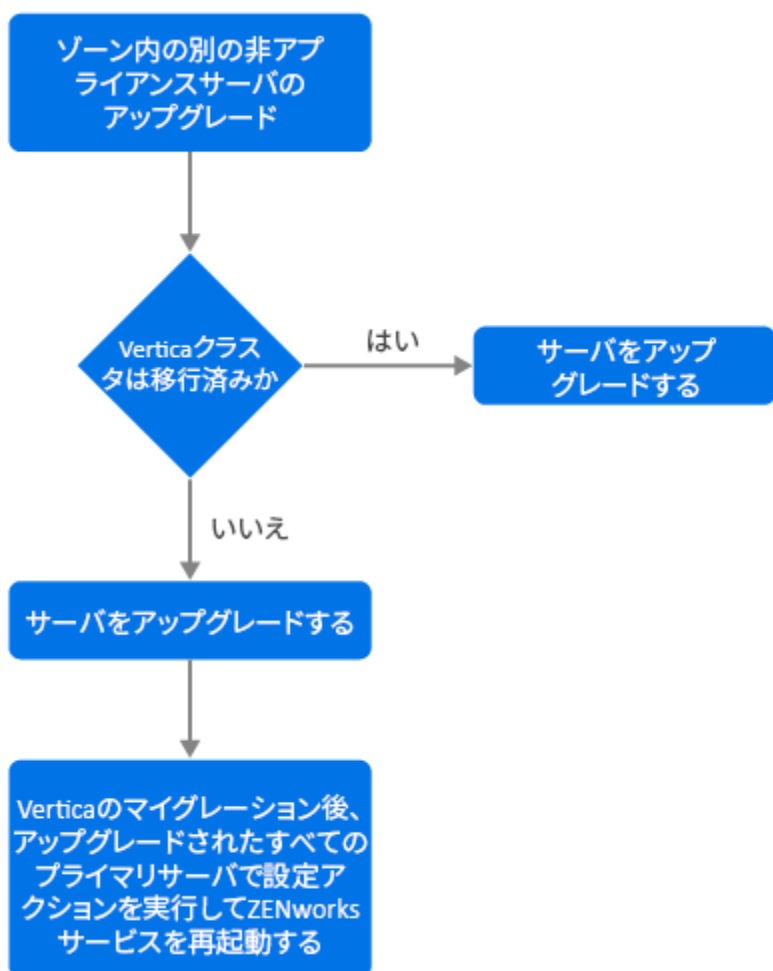 ゾーン内の別の非アプ
ライアンスサーバの
アップグレード
Verticaクラス
タは移行済みか
はい
サーバをアップ
グレードする
いいえ
サーバをアップグレードする
Verticaのマイグレーション後、
アップグレードされたすべての
プライマリサーバで設定ア
クションを実行してZENworks
サービスを再起動する